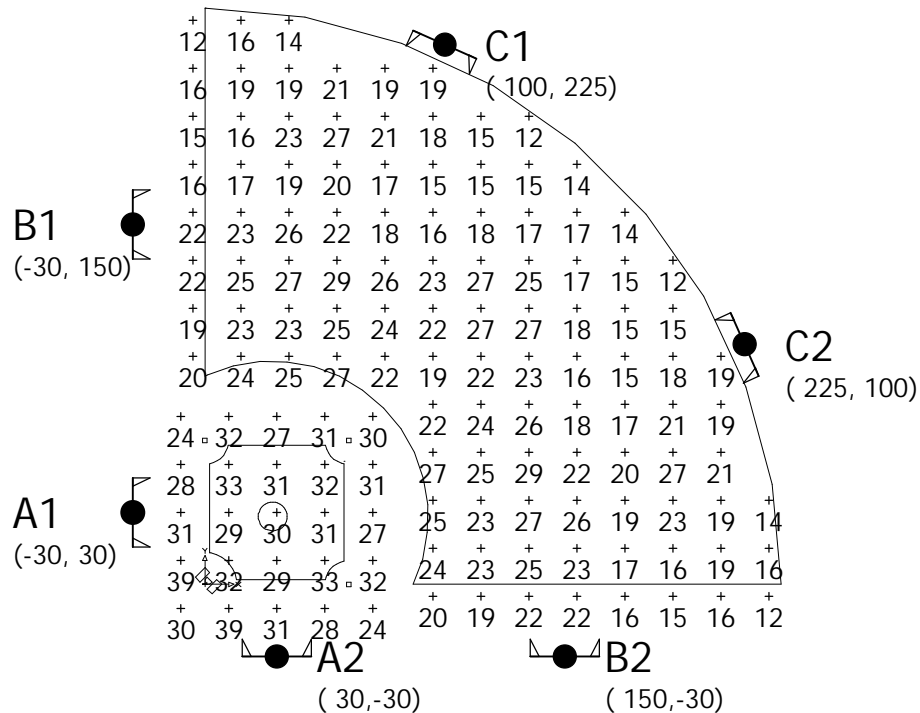 12 16 14
C1
( 100, 225)
16 19 19 21 19 19
15 16 23 27 21 18 15 12
16 17 19 20 17 15 15 15 14
B1
(-30, 150)
22 23 26 22 18 16 18 17 17 14
22 25 27 29 26 23 27 25 17 15 12
19 23 23 25 24 22 27 27 18 15 15
C2
( 225, 100)
20 24 25 27 22 19 22 23 16 15 18 19
22 24 26 18 17 21 19
24 32 27 31 30
27 25 29 22 20 27 21
28 33 31 32 31
A1
(-30, 30)
25 23 27 26 19 23 19 14
31 29 30 31 27
Y
X
24 23 25 23 17 16 19 16
39 32 29 33 32
20 19 22 22 16 15 16 12
30 39 31 28 24
A2
( 30,-30)
B2
( 150,-30)